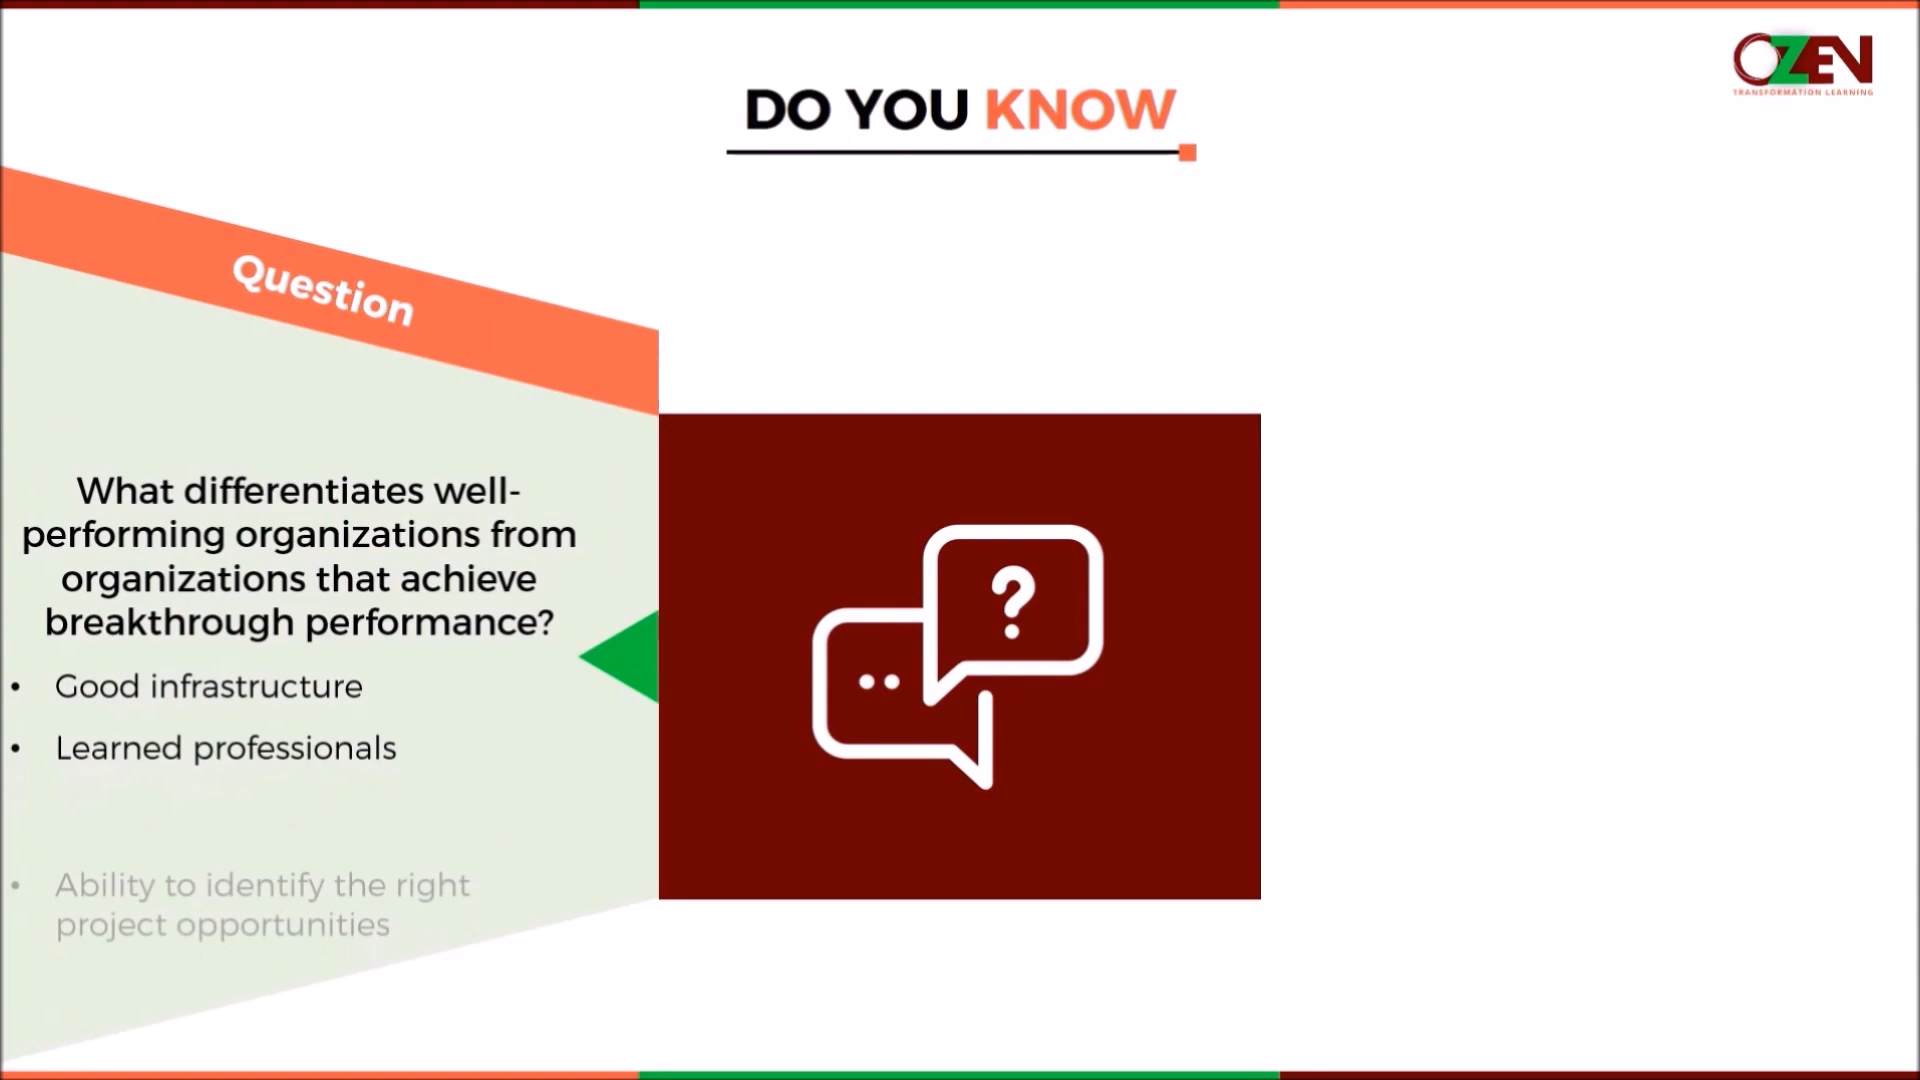 OZEN
TRANSFORMATION LEARNING
DO YOU KNOW
Question
What differentiates well-
performing organizations from
organizations that achieve
breakthrough performance?
• Good infrastructure
• Learned professionals
• Ability to identify the right
project opportunities
?